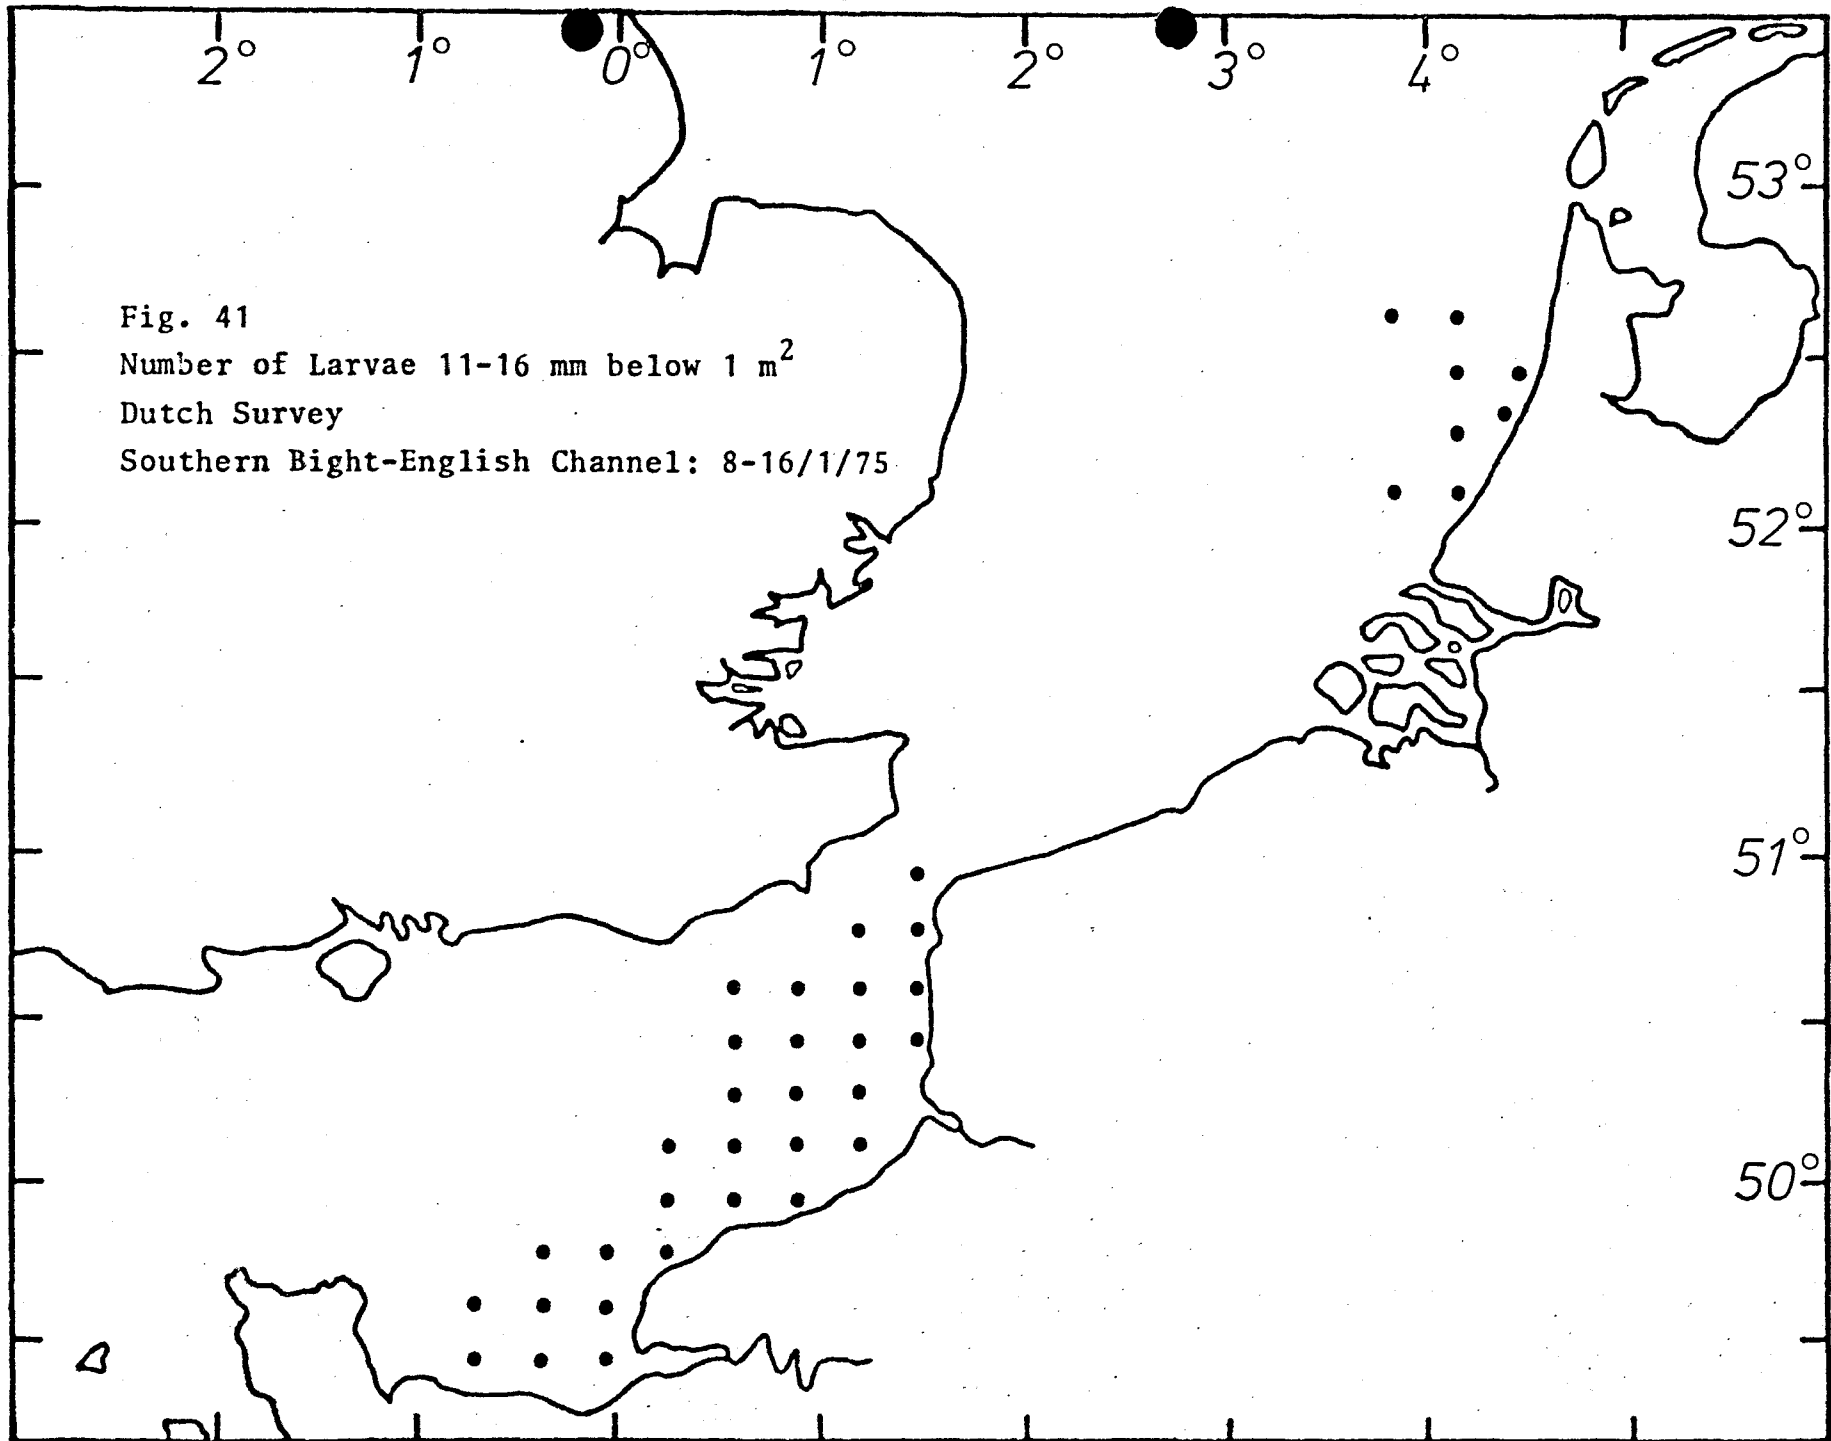 2° 1° 0° 1° 2° 3° 4°
53°
Fig. 41
Number of Larvae 11-16 mm below 1 m²
Dutch Survey
Southern Bight-English Channel: 8-16/1/75
52°
51°
50°